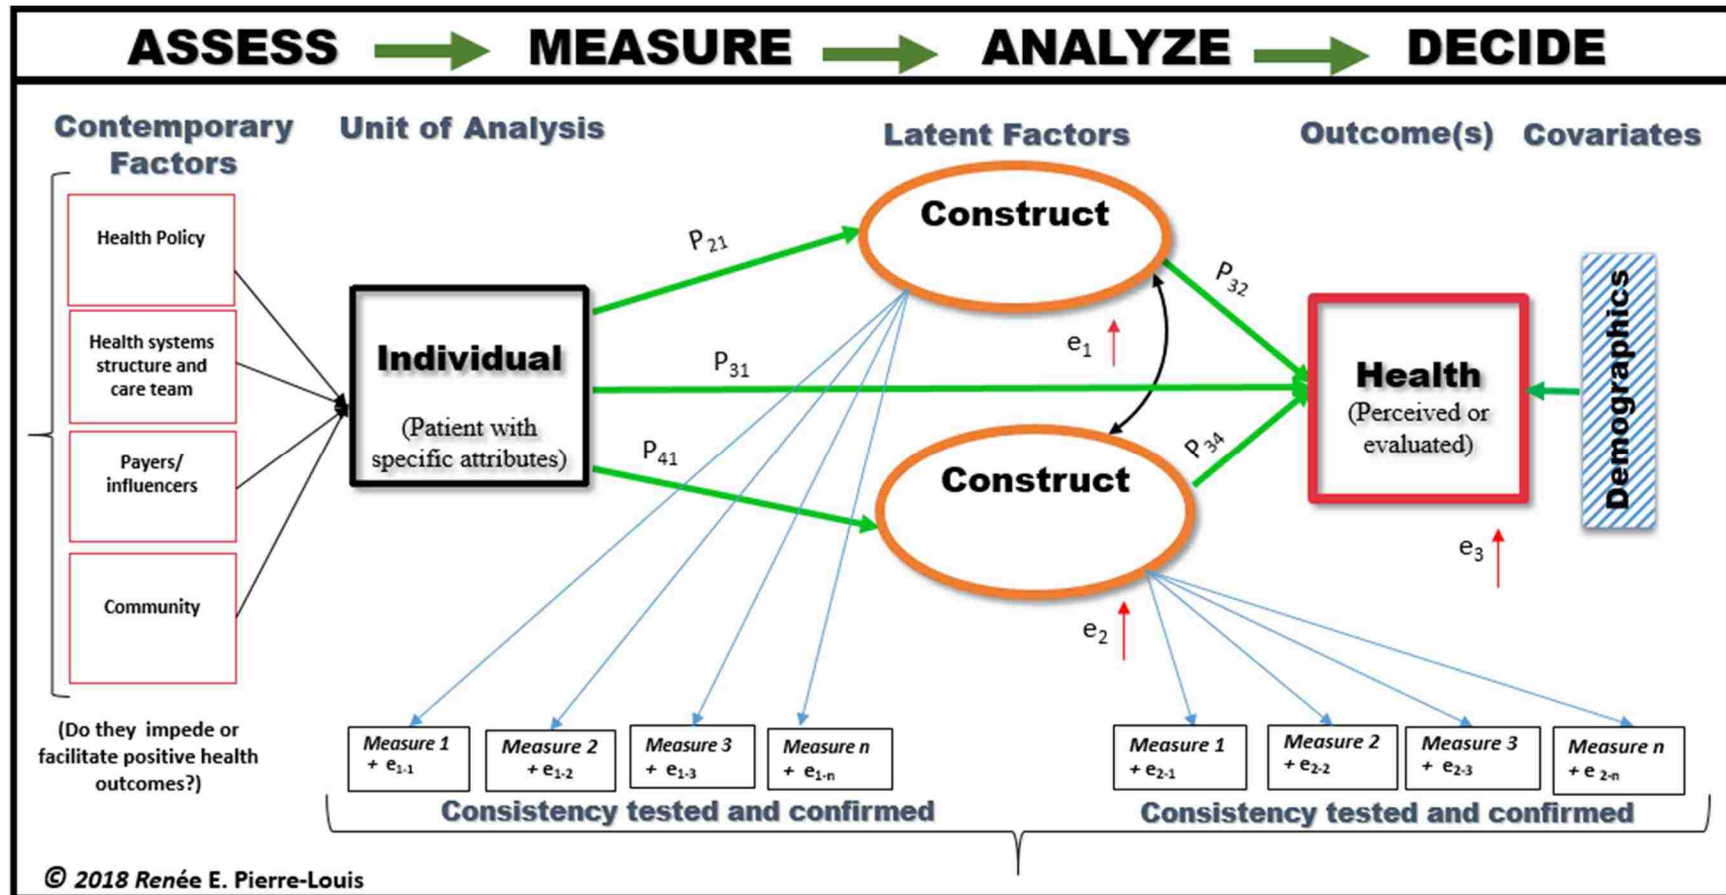 ASSESS MEASURE ANALYZE DECIDE
Contemporary
Factors
Unit of Analysis
Latent Factors
Outcome(s)
Covariates
Health Policy
Health systems
structure and
care team
Payers/
influencers
Community
(Do they impede or
facilitate positive health
outcomes?)
Individual
(Patient with
specific attributes)
P21
P31
P41
Construct
e1
Construct
e2
P32
P34
Health
(Perceived or
evaluated)
e3
Demographics
Measure 1
+ e1-1
Measure 2
+ e1-2
Measure 3
+ e1-3
Measure n
+ e1-n
Consistency tested and confirmed
Measure 1
+ e2-1
Measure 2
+ e2-2
Measure 3
+ e2-3
Measure n
+ e 2-n
Consistency tested and confirmed
© 2018 Renée E. Pierre-Louis